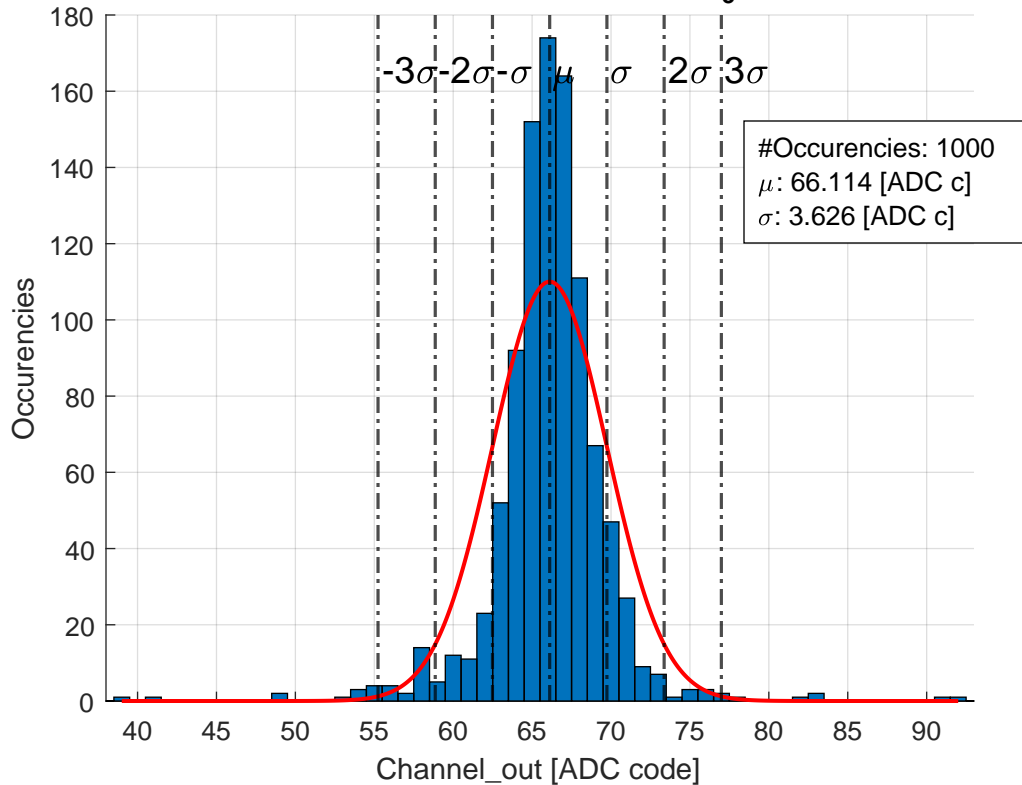 180
160
140
120
100
80
60
40
20
0
Occurencies
-3σ -2σ -σ μ σ 2σ 3σ
#Occurencies: 1000
μ: 66.114 [ADC c]
σ: 3.626 [ADC c]
40 45 50 55 60 65 70 75 80 85 90
Channel_out [ADC code]